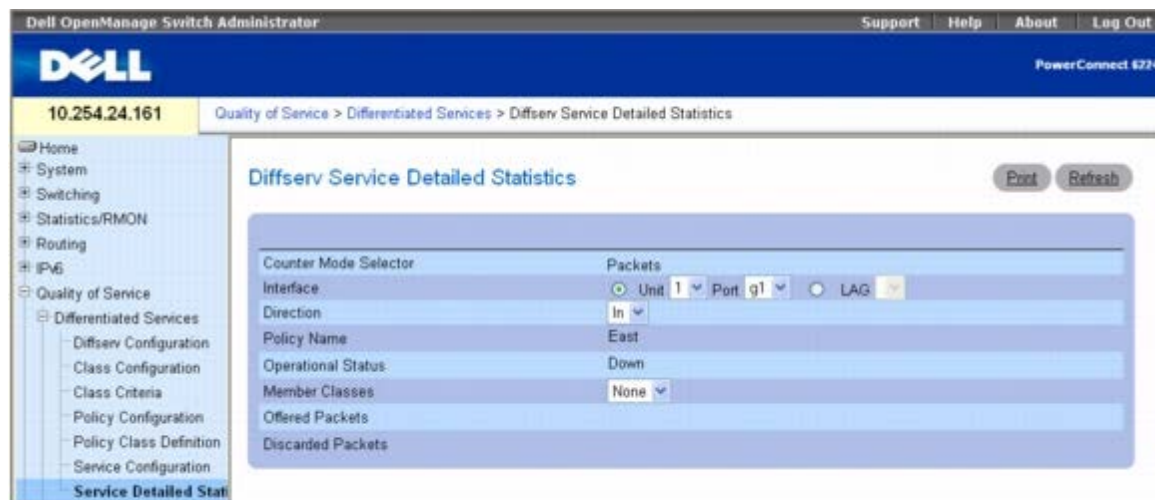 Dell OpenManage Switch Administrator
Support Help About Log Out
DELL
PowerConnect 6224
10.254.24.161
Quality of Service > Differentiated Services > Diffserv Service Detailed Statistics
Home
System
Switching
Statistics/RMON
Routing
IPv6
Quality of Service
Differentiated Services
Diffserv Configuration
Class Configuration
Class Criteria
Policy Configuration
Policy Class Definition
Service Configuration
Service Detailed Stati
Diffserv Service Detailed Statistics
Print Refresh
Counter Mode Selector Packets
Interface Unit 1 Port g1 LAG
Direction In
Policy Name East
Operational Status Down
Member Classes None
Offered Packets
Discarded Packets